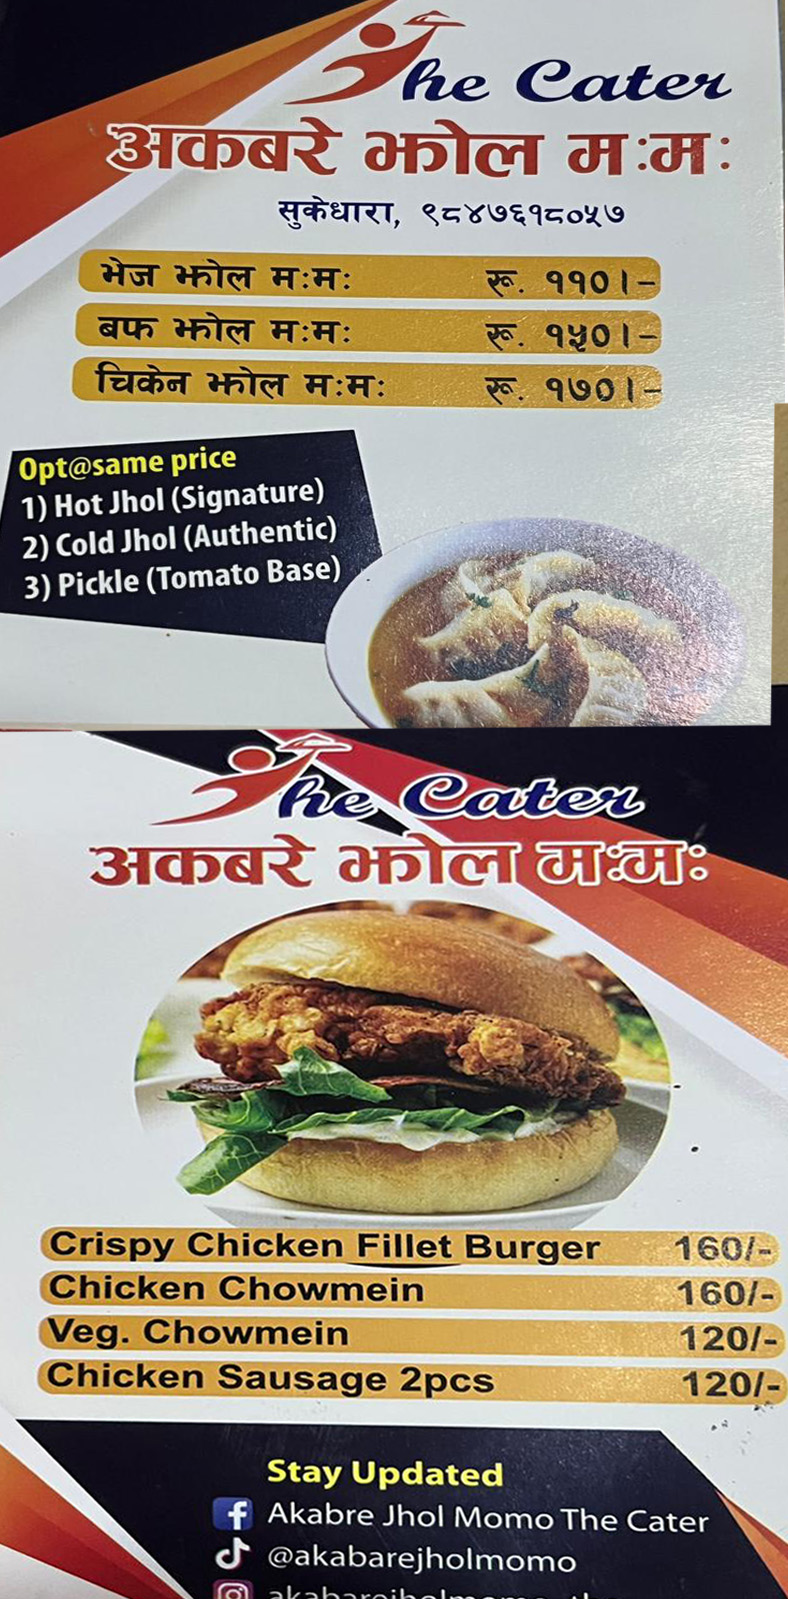 The Cater
अकबरे झोल म:म:
सुकेधारा, ९८४७६१८०५७
भेज झोल म:म: रू. ११०।-
बफ झोल म:म: रू. १५०।-
चिकेन झोल म:म: रू. १७०।-
Opt@same price
1) Hot Jhol (Signature)
2) Cold Jhol (Authentic)
3) Pickle (Tomato Base)
The Cater
अकबरे झोल म:म:
Crispy Chicken Fillet Burger 160/-
Chicken Chowmein 160/-
Veg. Chowmein 120/-
Chicken Sausage 2pcs 120/-
Stay Updated
Akabre Jhol Momo The Cater
@akabarejholmomo